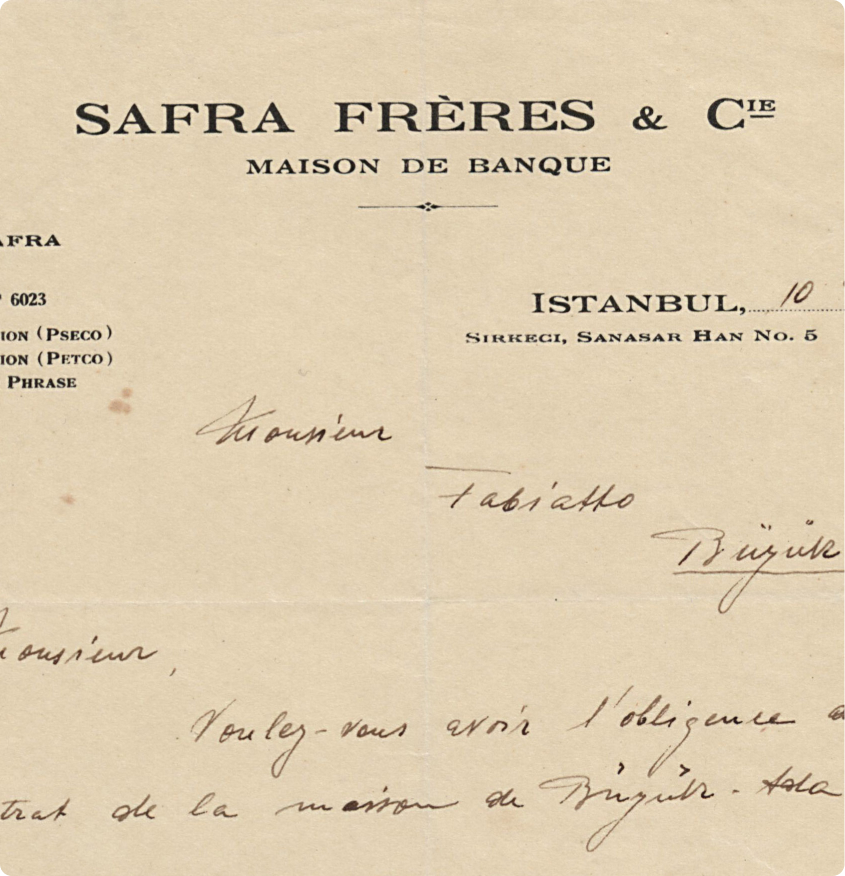 SAFRA FRÈRES & CIE
MAISON DE BANQUE
AFRA
6023
ION (PSECO)
ION (PETCO)
PHRASE
ISTANBUL, 10
SIRKECI, SANASAR HAN NO. 5
Monsieur
Fabiatto
Büyük
Monsieur,
Voulez-vous avoir l'obligence
trat de la maison de Büyük-Ada